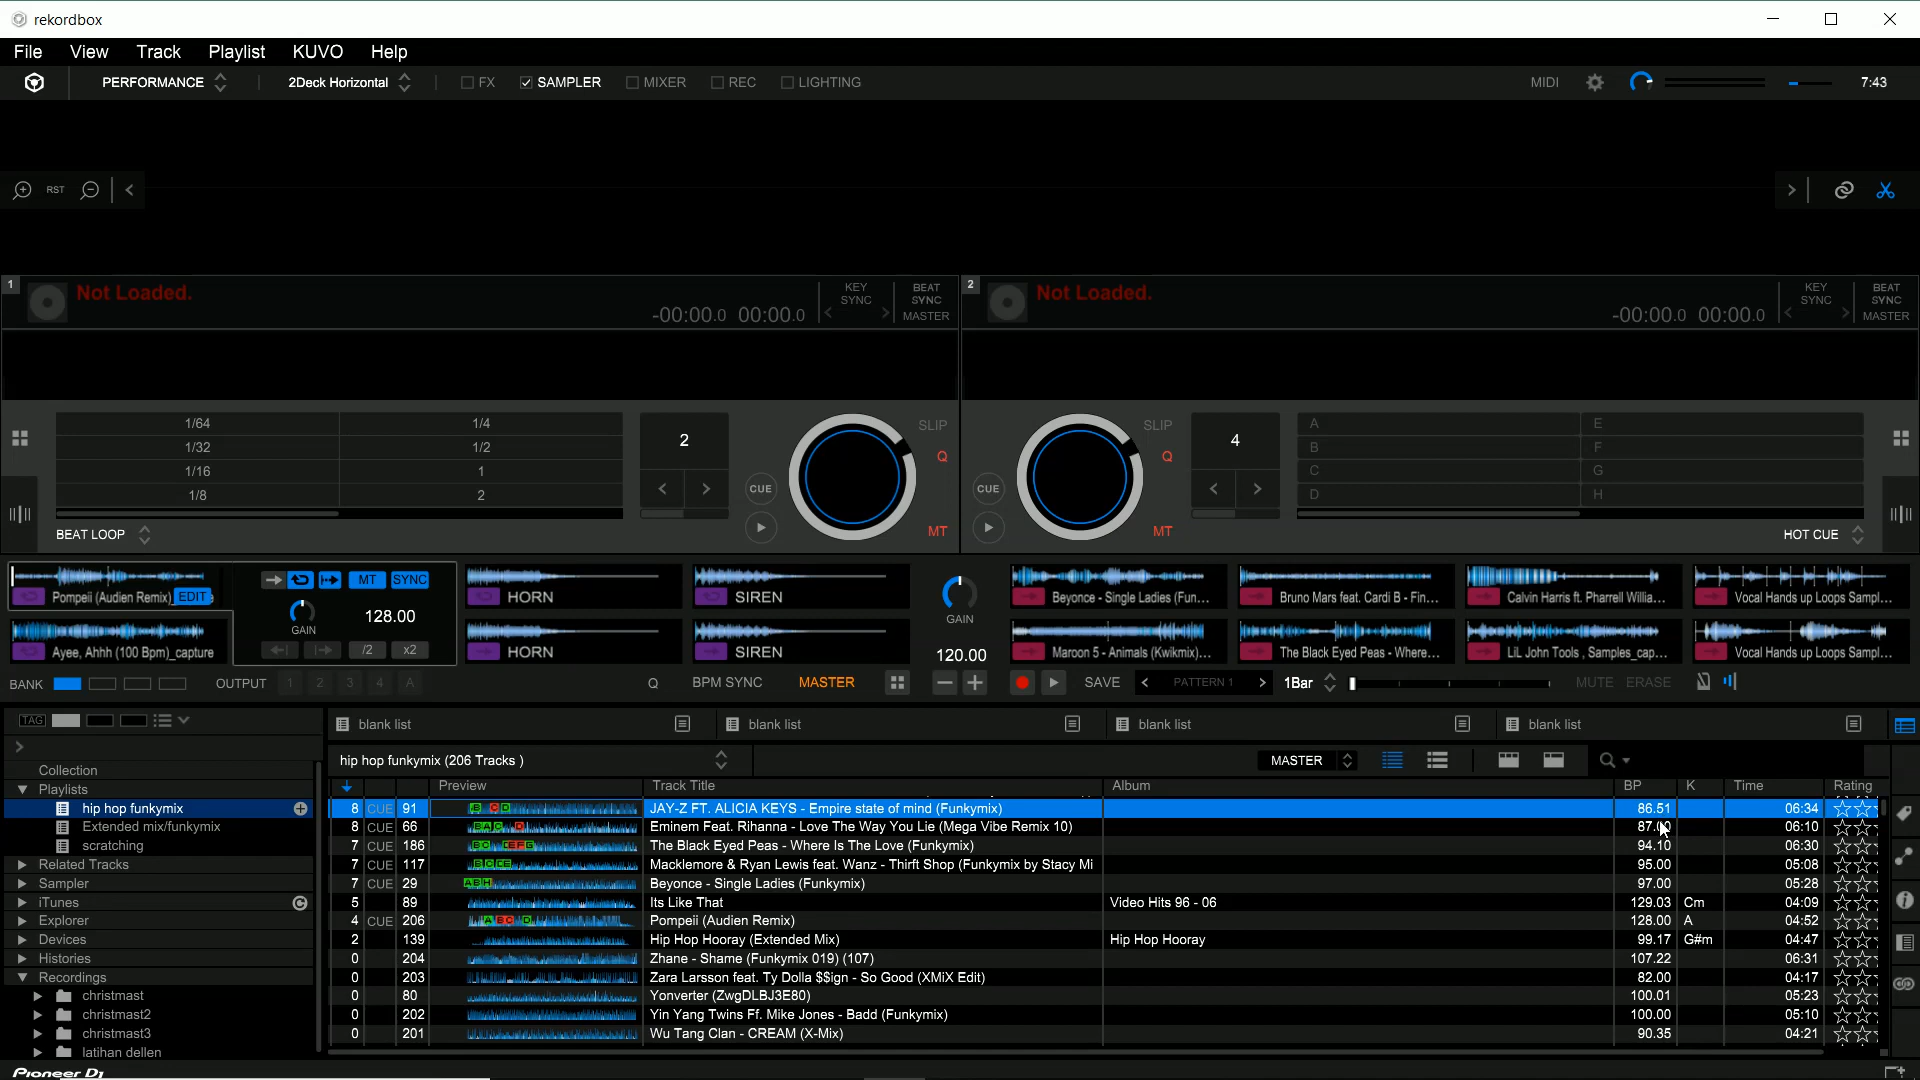 rekordbox
File View Track Playlist KUVO Help
PERFORMANCE 2Deck Horizontal FX SAMPLER MIXER REC LIGHTING MIDI 7:43
RST
1 Not Loaded. -00:00.0 00:00.0 KEY SYNC BEAT SYNC MASTER
2 Not Loaded. -00:00.0 00:00.0 KEY SYNC BEAT SYNC MASTER
1/64 1/4 2 SLIP SLIP 4 A E
1/32 1/2 Q Q B F
1/16 1 CUE CUE C G
1/8 2 D H
BEAT LOOP MT MT HOT CUE
MT SYNC
Pompeii (Audien Remix) EDIT HORN SIREN Beyonce - Single Ladies (Fun... Bruno Mars feat. Cardi B - Fin... Calvin Harris ft. Pharrell Willia... Vocal Hands up Loops Sampl...
128.00
GAIN GAIN
Ayee, Ahhh (100 Bpm)_capture /2 x2 HORN SIREN 120.00 Maroon 5 - Animals (Kwikmix)... The Black Eyed Peas - Where... LiL John Tools , Samples_cap... Vocal Hands up Loops Sampl...
BANK OUTPUT 1 2 3 4 A Q BPM SYNC MASTER SAVE PATTERN 1 1Bar MUTE ERASE
TAG blank list blank list blank list blank list
hip hop funkymix (206 Tracks ) MASTER
Collection
Playlists
hip hop funkymix
Extended mix/funkymix
scratching
Related Tracks
Sampler
iTunes
Explorer
Devices
Histories
Recordings
christmast
christmast2
christmast3
latihan dellen
Preview Track Title Album BP K Time Rating
8 CUE 91 B C D JAY-Z FT. ALICIA KEYS - Empire state of mind (Funkymix) 86.51 06:34
8 CUE 66 Eminem Feat. Rihanna - Love The Way You Lie (Mega Vibe Remix 10) 06:10
7 CUE 186 The Black Eyed Peas - Where Is The Love (Funkymix) 94.10 06:30
7 CUE 117 Macklemore & Ryan Lewis feat. Wanz - Thirft Shop (Funkymix by Stacy Mi 95.00 05:08
7 CUE 29 A B H Beyonce - Single Ladies (Funkymix) 97.00 05:28
5 89 Its Like That Video Hits 96 - 06 129.03 Cm 04:09
4 CUE 206 A B C D Pompeii (Audien Remix) 128.00 A 04:52
2 139 Hip Hop Hooray (Extended Mix) Hip Hop Hooray 99.17 G#m 04:47
0 204 Zhane - Shame (Funkymix 019) (107) 107.22 06:31
0 203 Zara Larsson feat. Ty Dolla $$ign - So Good (XMiX Edit) 82.00 04:17
0 80 Yonverter (ZwgDLBJ3E80) 100.01 05:23
0 202 Yin Yang Twins Ff. Mike Jones - Badd (Funkymix) 100.00 05:10
0 201 Wu Tang Clan - CREAM (X-Mix) 90.35 04:21
Pioneer DJ